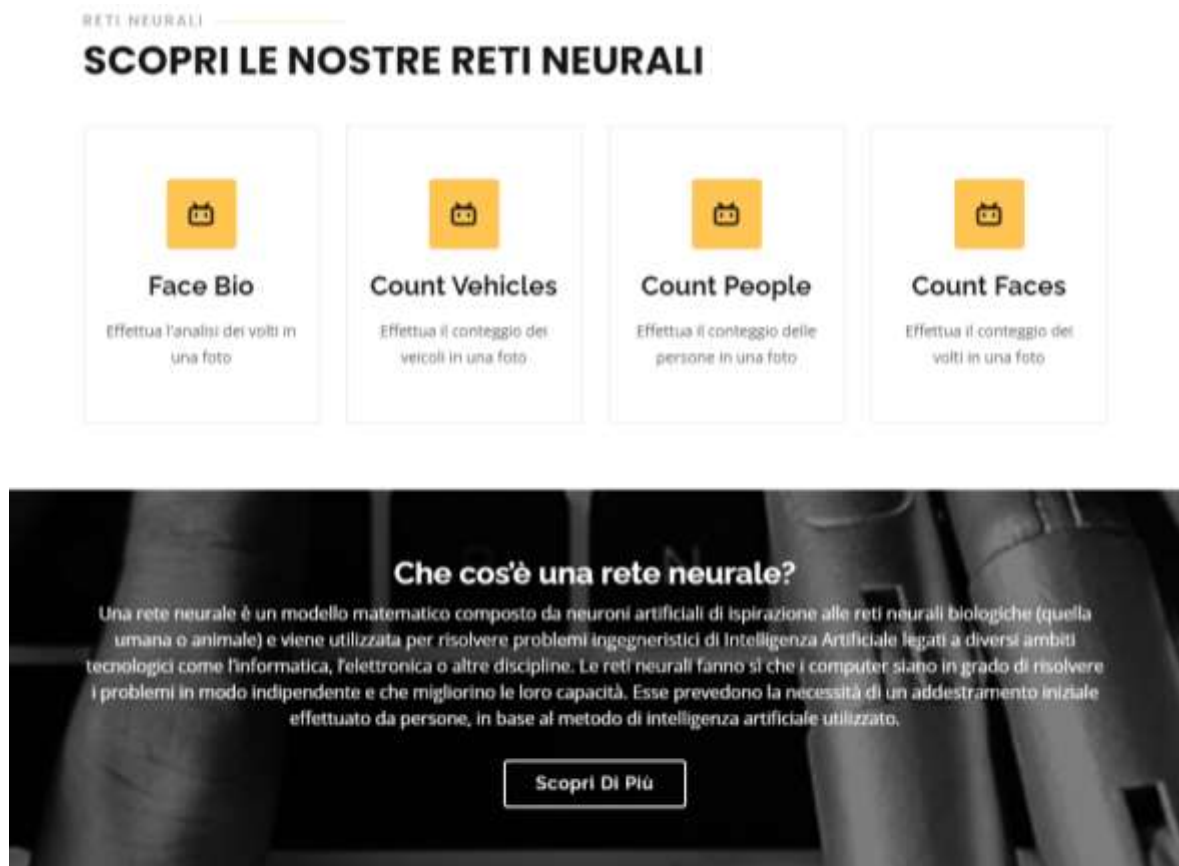 RETI NEURALI
SCOPRI LE NOSTRE RETI NEURALI
Face Bio
Effettua l'analisi dei volti in
una foto
Count Vehicles
Effettua il conteggio dei
veicoli in una foto
Count People
Effettua il conteggio delle
persone in una foto
Count Faces
Effettua il conteggio dei
volti in una foto
Che cos'è una rete neurale?
Una rete neurale è un modello matematico composto da neuroni artificiali di ispirazione alle reti neurali biologiche (quella
umana o animale) e viene utilizzata per risolvere problemi ingegneristici di Intelligenza Artificiale legati a diversi ambiti
tecnologici come l'informatica, l'elettronica o altre discipline. Le reti neurali fanno sì che i computer siano in grado di risolvere
i problemi in modo indipendente e che migliorino le loro capacità. Esse prevedono la necessità di un addestramento iniziale
effettuato da persone, in base al metodo di intelligenza artificiale utilizzato.
Scopri Di Più